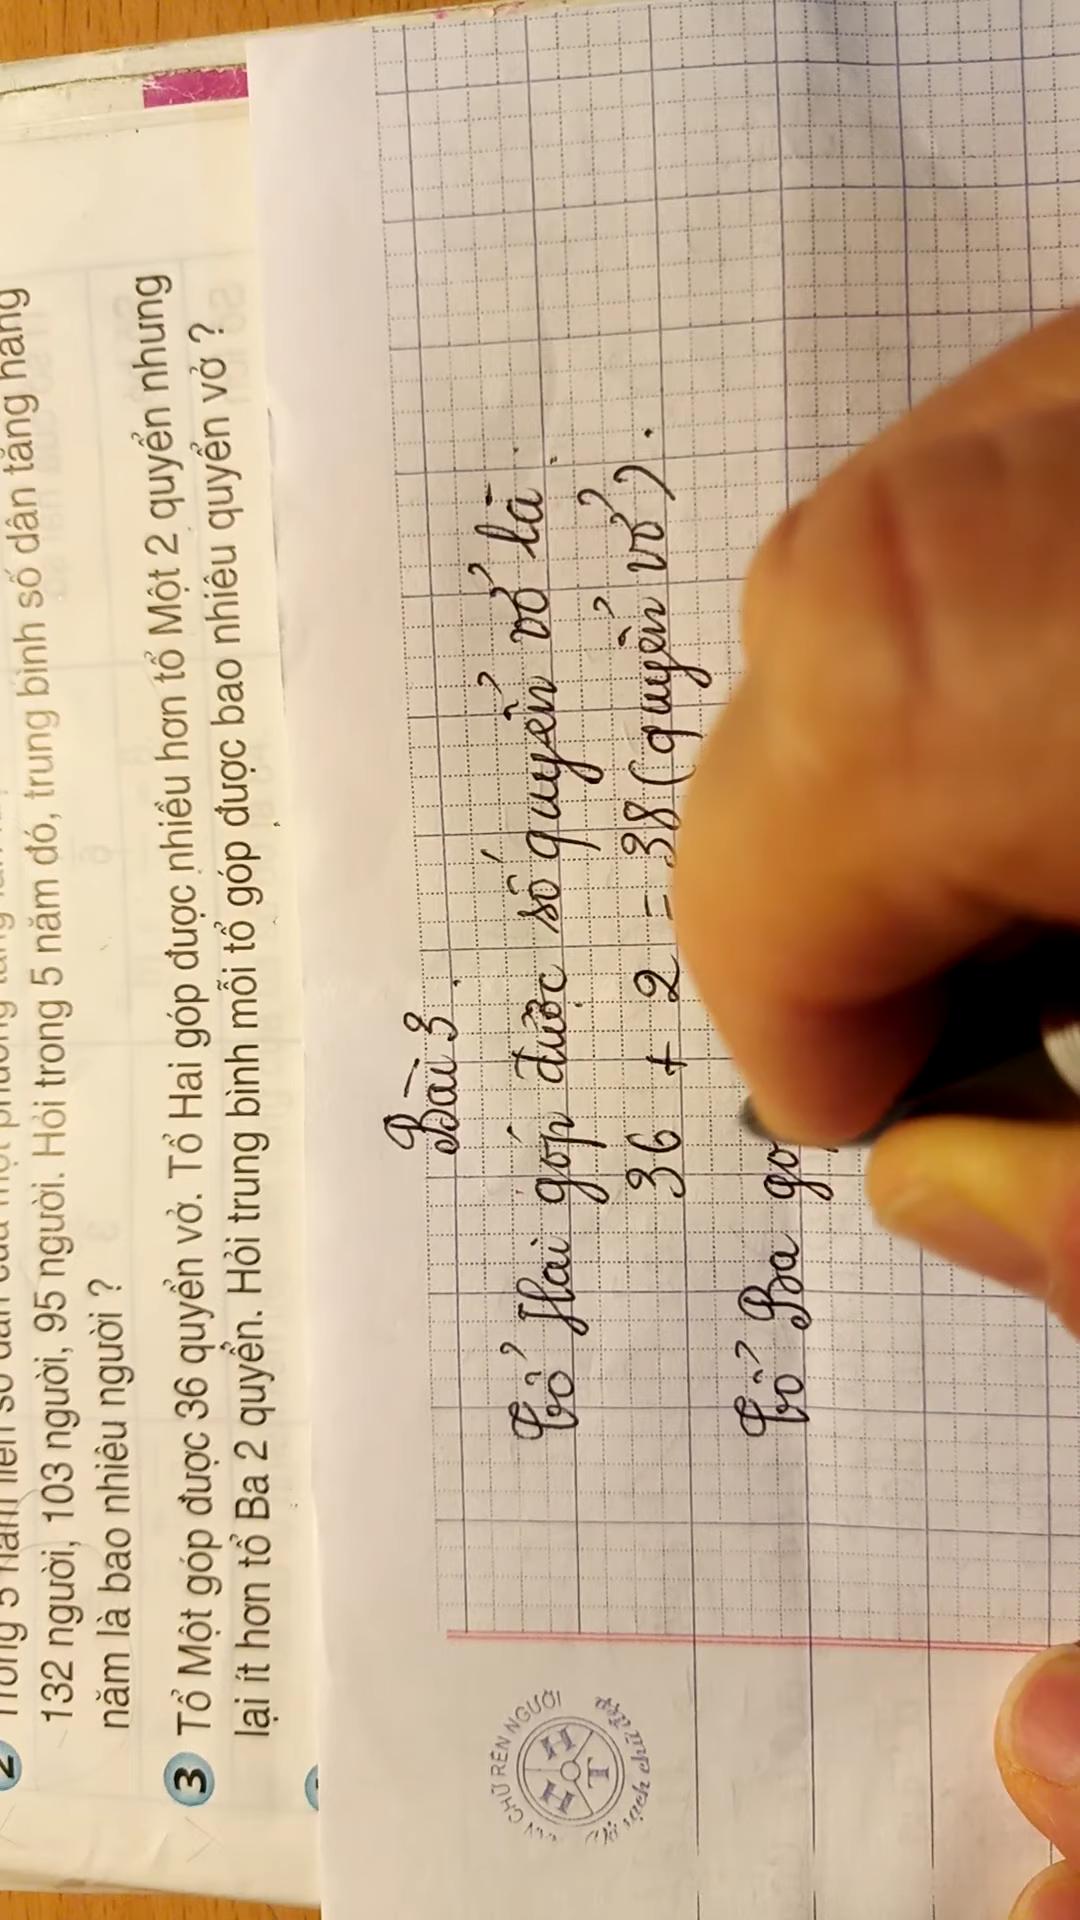 132 người, 103 người, 95 người. Hỏi trong 5 năm đó, trung bình số dân tăng hàng
năm là bao nhiêu người ?
3 Tổ Một góp được 36 quyển vở. Tổ Hai góp được nhiều hơn tổ Một 2 quyển nhưng
lại ít hơn tổ Ba 2 quyển. Hỏi trung bình mỗi tổ góp được bao nhiêu quyển vở ?
Bài 3.
Tổ Hai góp được số quyển vở là:
36 + 2 = 38 (quyển vở).
Tổ Ba
CHỮ RÈN NGƯỜI
H H T